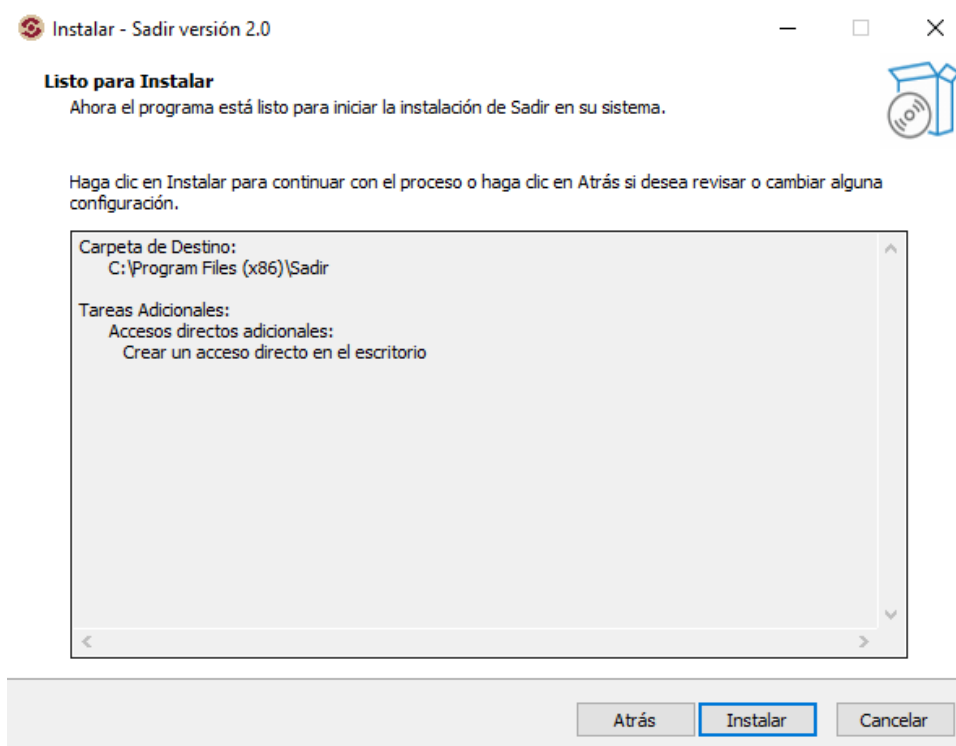 Instalar - Sadir versión 2.0
Listo para Instalar
Ahora el programa está listo para iniciar la instalación de Sadir en su sistema.
Haga clic en Instalar para continuar con el proceso o haga clic en Atrás si desea revisar o cambiar alguna
configuración.
Carpeta de Destino:
C:\Program Files (x86)\Sadir
Tareas Adicionales:
Accesos directos adicionales:
Crear un acceso directo en el escritorio
Atrás
Instalar
Cancelar